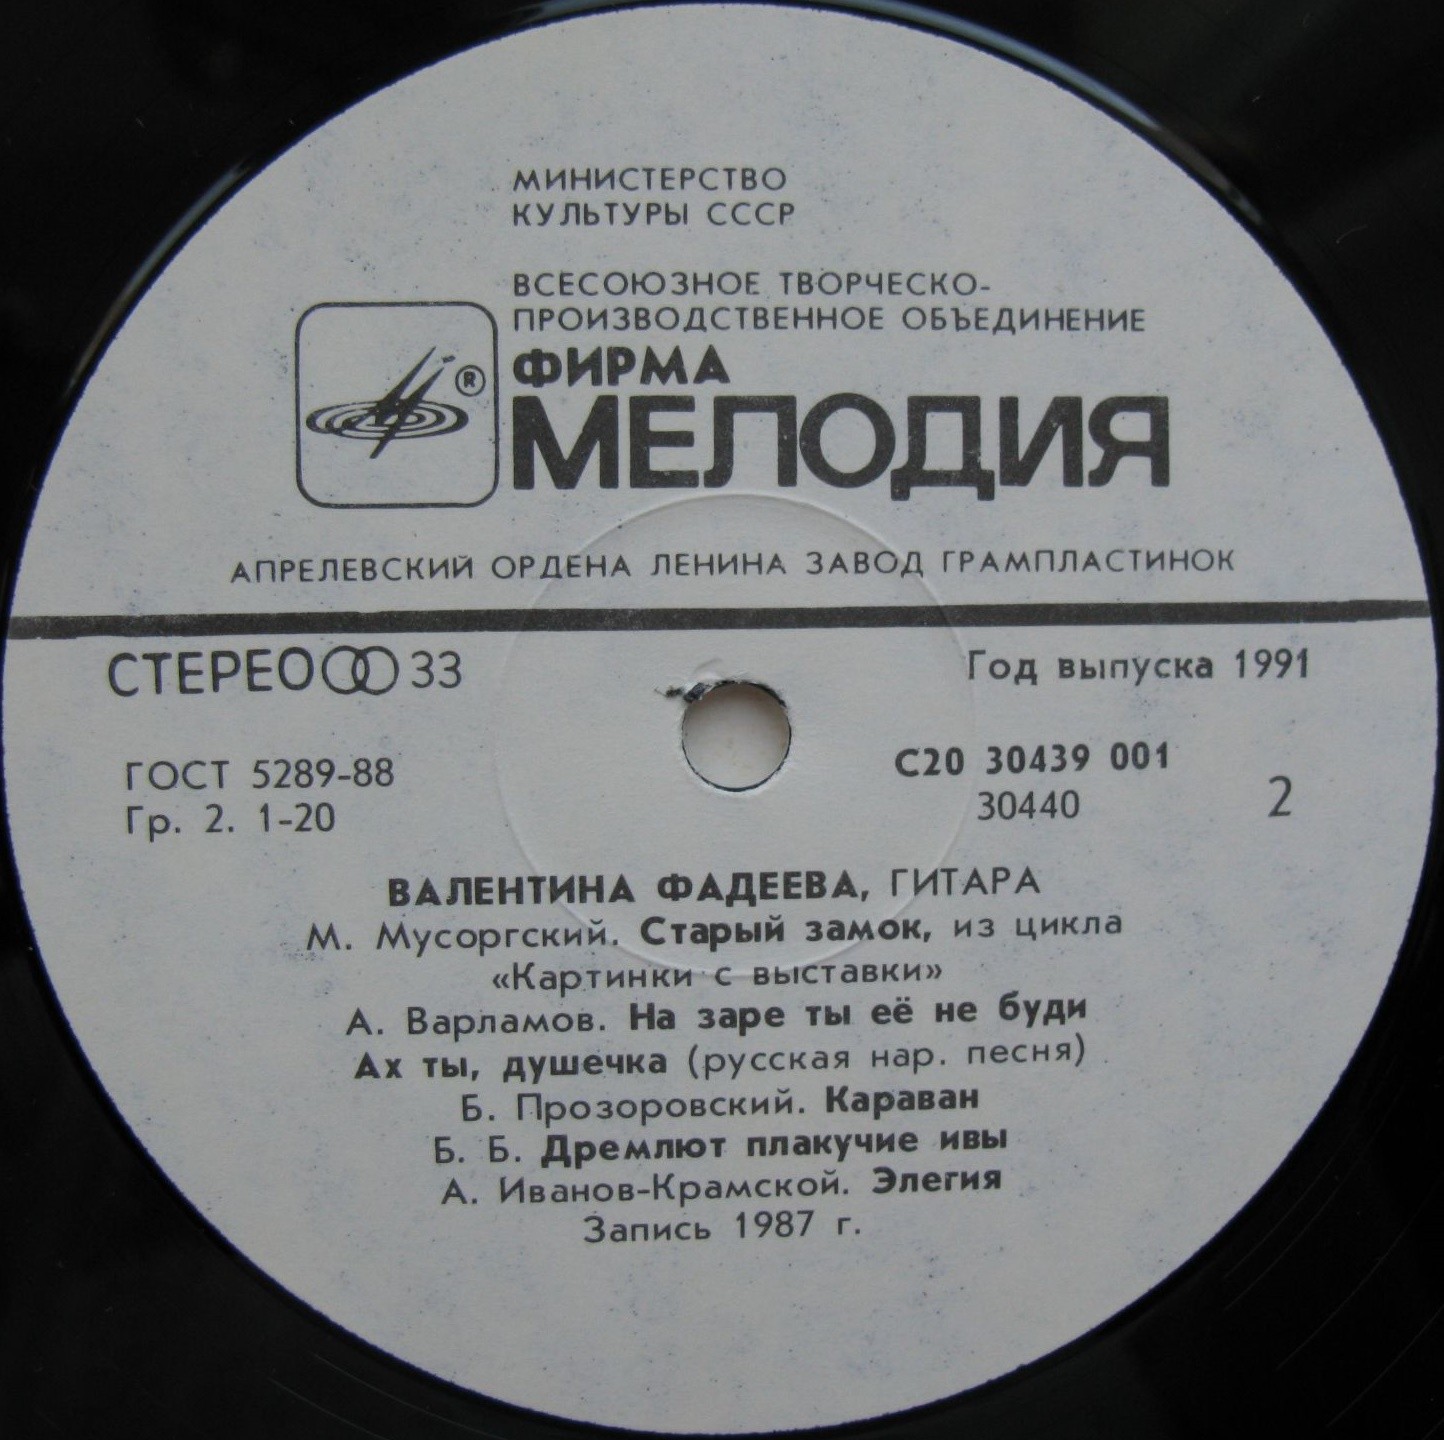 МИНИСТЕРСТВО
КУЛЬТУРЫ СССР
ВСЕСОЮЗНОЕ ТВОРЧЕСКО-
ПРОИЗВОДСТВЕННОЕ ОБЪЕДИНЕНИЕ
®
ФИРМА
МЕЛОДИЯ
АПРЕЛЕВСКИЙ ОРДЕНА ЛЕНИНА ЗАВОД ГРАМПЛАСТИНОК
СТЕРЕО 33
Год выпуска 1991
ГОСТ 5289-88
Гр. 2. 1-20
С20 30439 001
30440
2
ВАЛЕНТИНА ФАДЕЕВА, ГИТАРА
М. Мусоргский. Старый замок, из цикла
«Картинки с выставки»
А. Варламов. На заре ты её не буди
Ах ты, душечка (русская нар. песня)
Б. Прозоровский. Караван
Б. Б. Дремлют плакучие ивы
А. Иванов-Крамской. Элегия
Запись 1987 г.